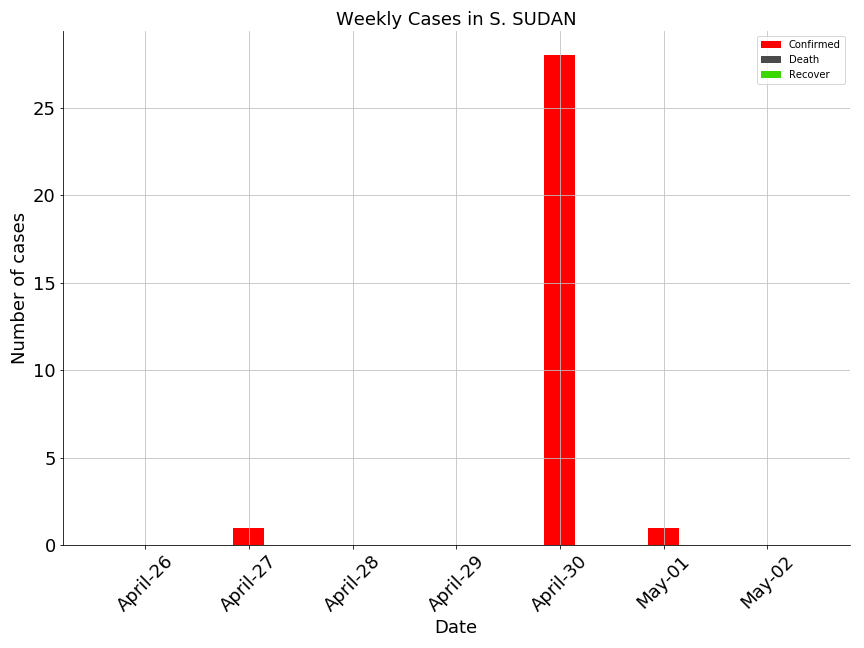 Weekly Cases in S. SUDAN
Confirmed
Death
Recover
Number of cases
25
20
15
10
5
0
April-26
April-27
April-28
April-29
April-30
May-01
May-02
Date